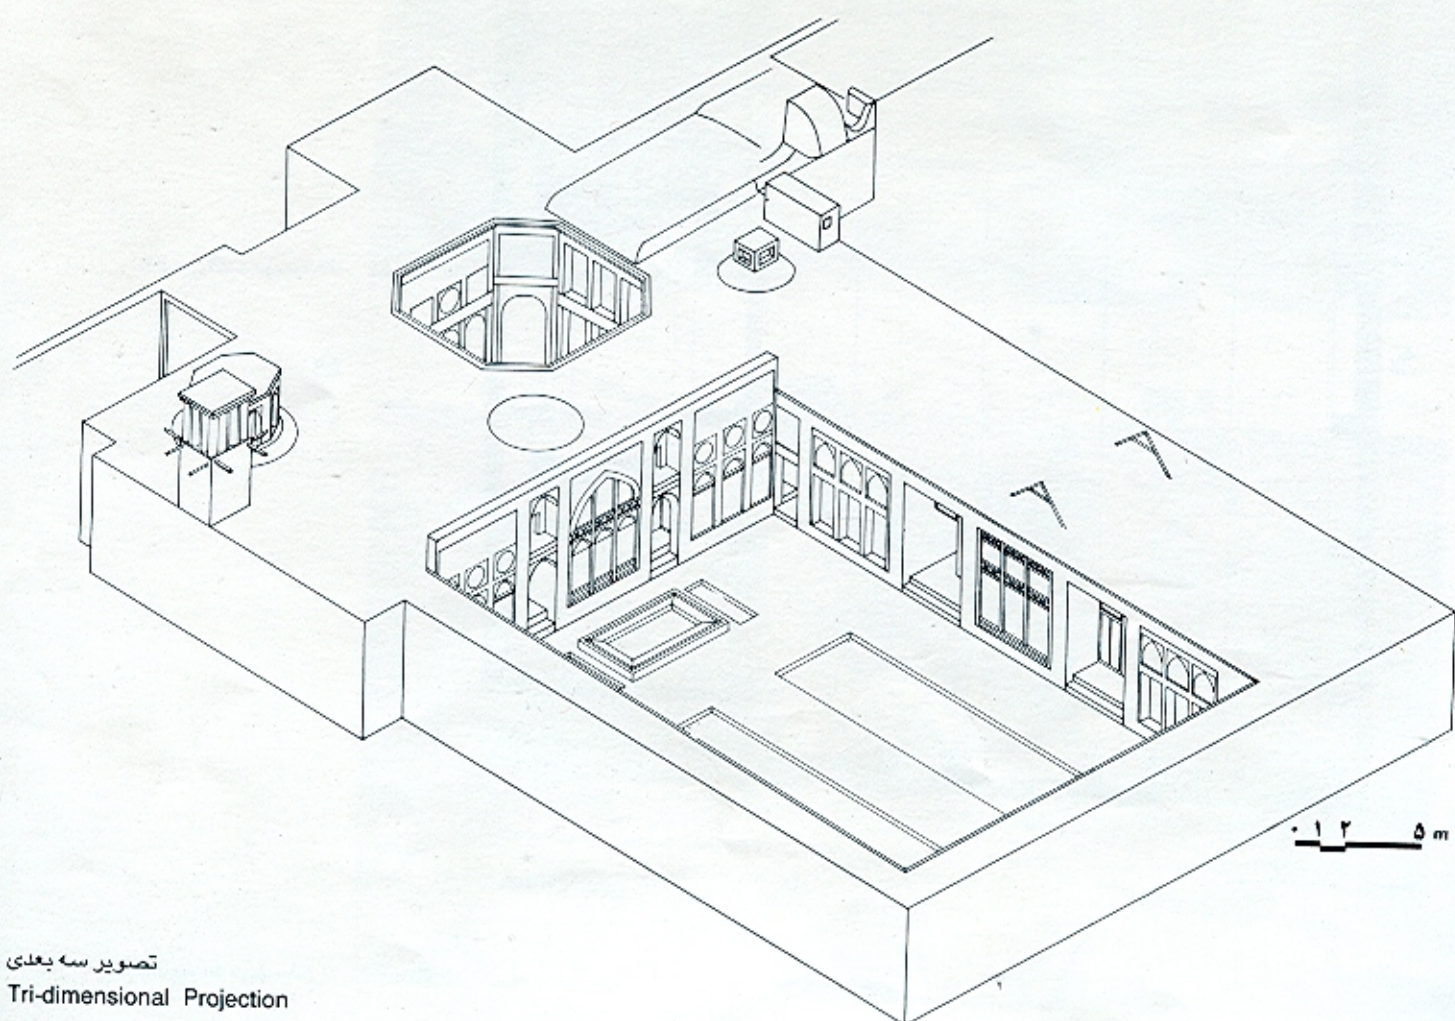 ۰ ۱ ۲ ۵ m
تصویر سه بعدی
Tri-dimensional Projection